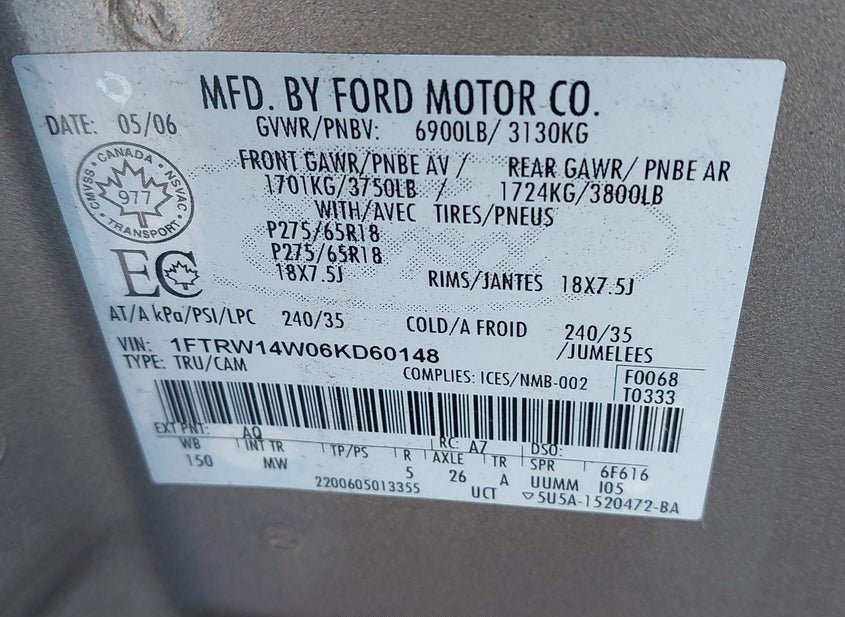 MFD. BY FORD MOTOR CO.
DATE: 05/06 GVWR/PNBV: 6900LB/ 3130KG
FRONT GAWR/PNBE AV / REAR GAWR/ PNBE AR
1701KG/3750LB / 1724KG/3800LB
WITH/AVEC TIRES/PNEUS
CANADA
CMVSS NSVAC
977
TRANSPORT
P275/65R18
P275/65R18
18X7.5J RIMS/JANTES 18X7.5J
EC
AT/A kPa/PSI/LPC 240/35 COLD/A FROID 240/35
VIN: 1FTRW14W06KD60148 /JUMELEES
TYPE: TRU/CAM COMPLIES: ICES/NMB-002 F0068
T0333
EXT PNT: AQ RC: A7 DSO:
WB INT TR TP/PS R AXLE TR SPR 6F616
150 MW 5 26 A UUMM I05
2200605013355 UCT 5U5A-1520472-BA